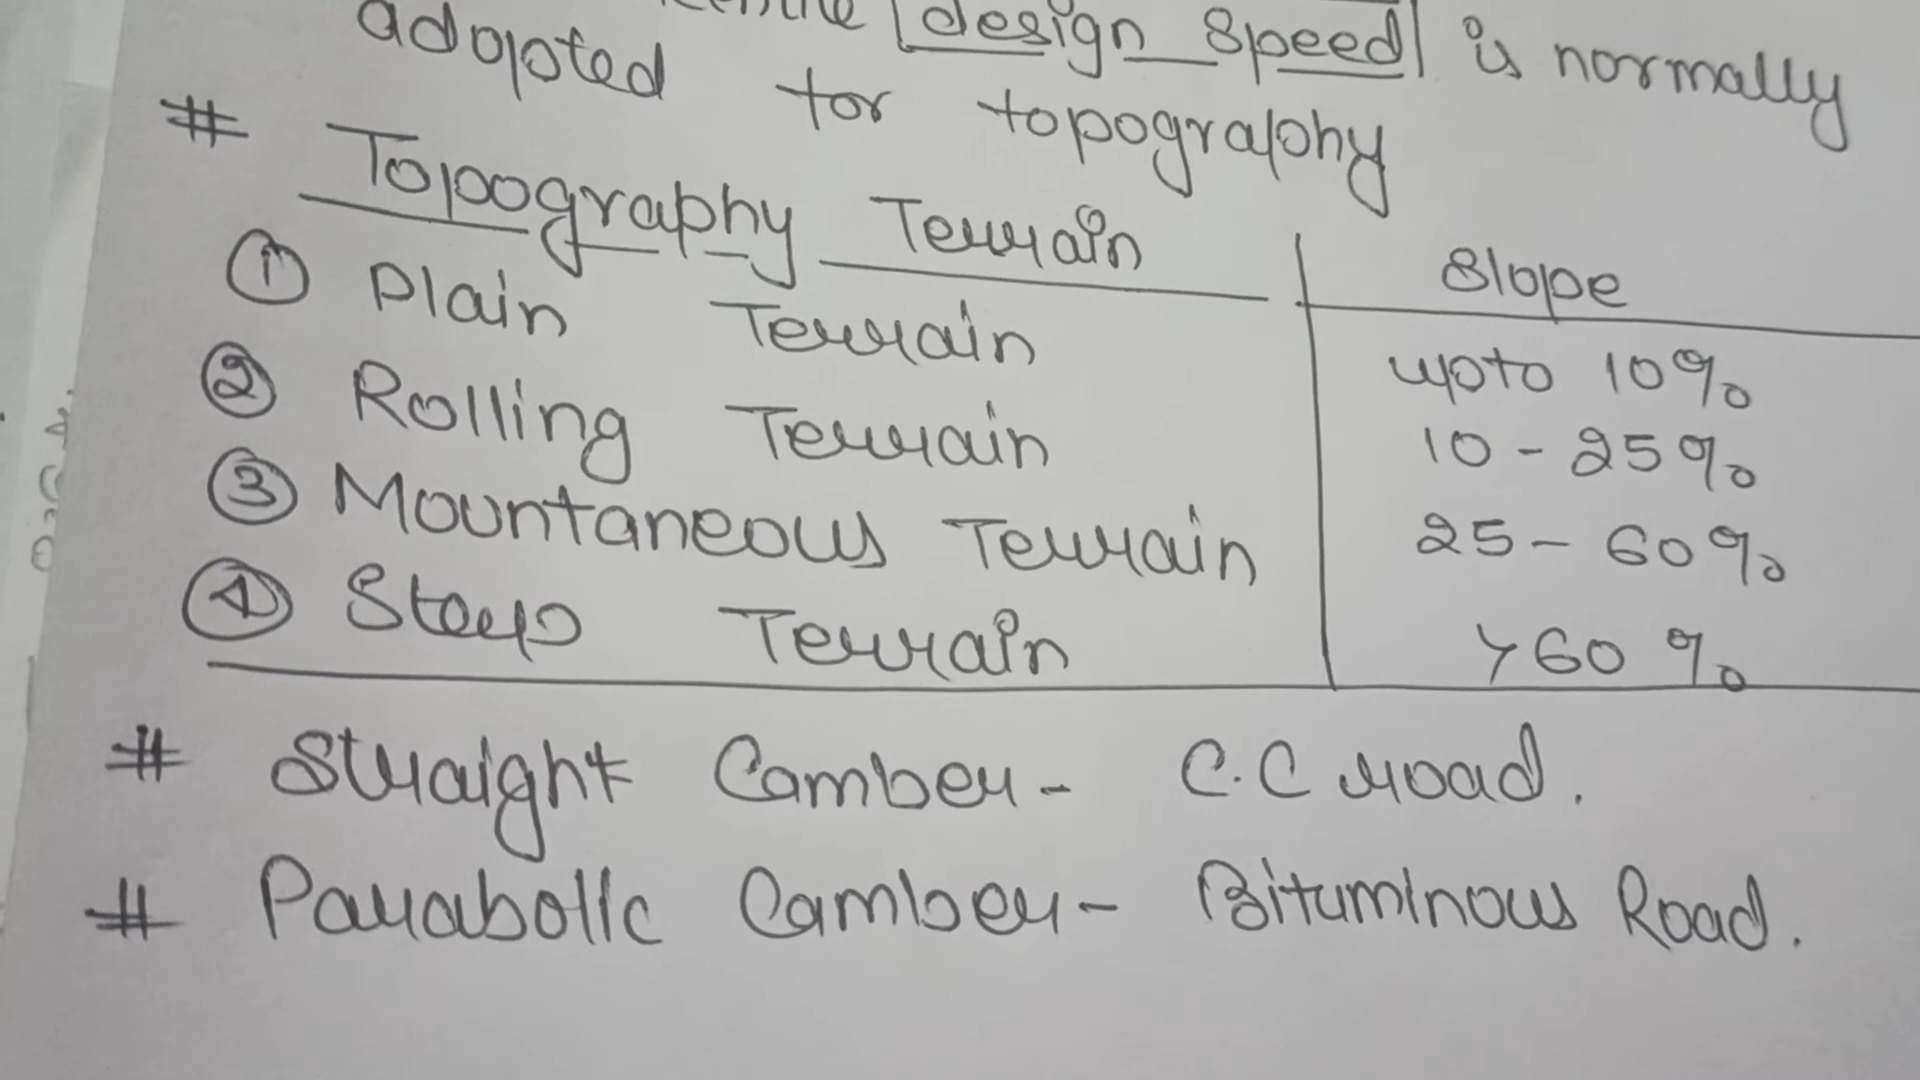 design speed is normally
adopted for topography
# Topography Terrain | Slope
① Plain Terrain | upto 10%
② Rolling Terrain | 10 - 25%
③ Mountaneous Terrain | 25 - 60%
④ Steep Terrain | >60 %
# Straight Camber - C.C road.
# Parabolic Camber - Bituminous Road.